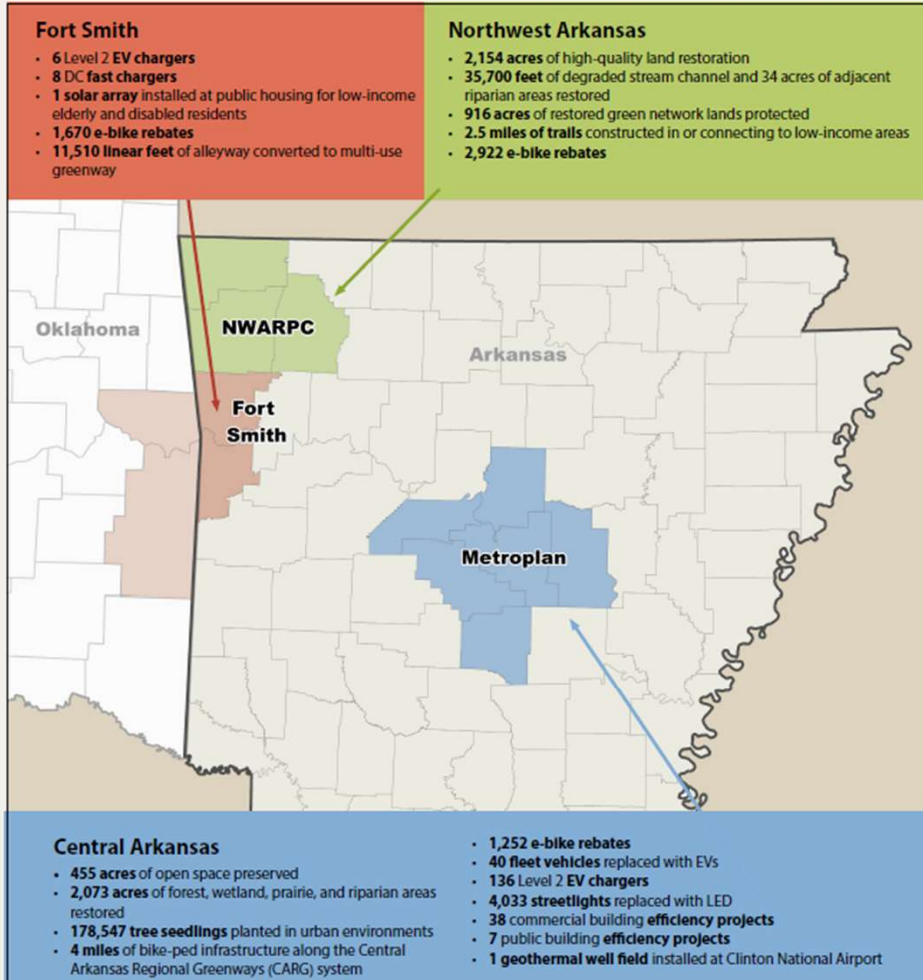 Fort Smith
• 6 Level 2 EV chargers
• 8 DC fast chargers
• 1 solar array installed at public housing for low-income
elderly and disabled residents
• 1,670 e-bike rebates
• 11,510 linear feet of alleyway converted to multi-use
greenway
Northwest Arkansas
• 2,154 acres of high-quality land restoration
• 35,700 feet of degraded stream channel and 34 acres of adjacent
riparian areas restored
• 916 acres of restored green network lands protected
• 2.5 miles of trails constructed in or connecting to low-income areas
• 2,922 e-bike rebates
Oklahoma
NWARPC
Arkansas
Fort
Smith
Metroplan
Central Arkansas
• 455 acres of open space preserved
• 2,073 acres of forest, wetland, prairie, and riparian areas
restored
• 178,547 tree seedlings planted in urban environments
• 4 miles of bike-ped infrastructure along the Central
Arkansas Regional Greenways (CARG) system
• 1,252 e-bike rebates
• 40 fleet vehicles replaced with EVs
• 136 Level 2 EV chargers
• 4,033 streetlights replaced with LED
• 38 commercial building efficiency projects
• 7 public building efficiency projects
• 1 geothermal well field installed at Clinton National Airport